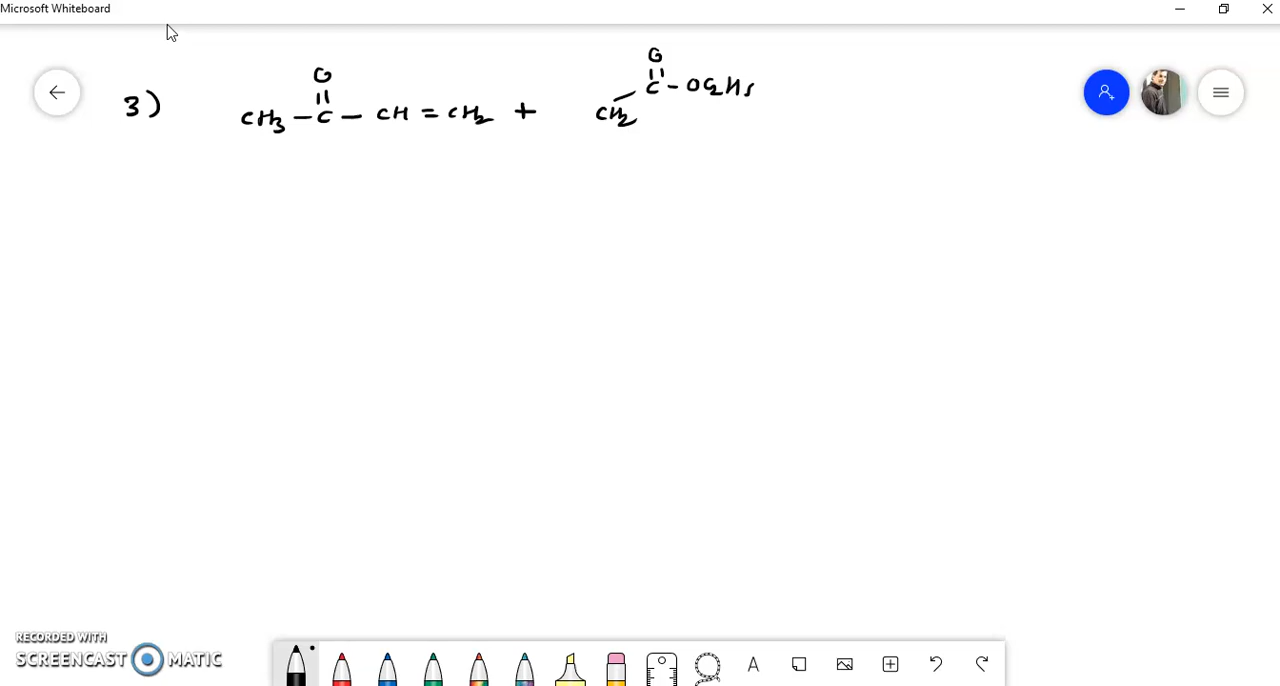 Microsoft Whiteboard
O
O
||
||
C - OC2H5
3)
CH3 - C - CH = CH2 +
CH2
RECORDED WITH
SCREENCAST MATIC
A